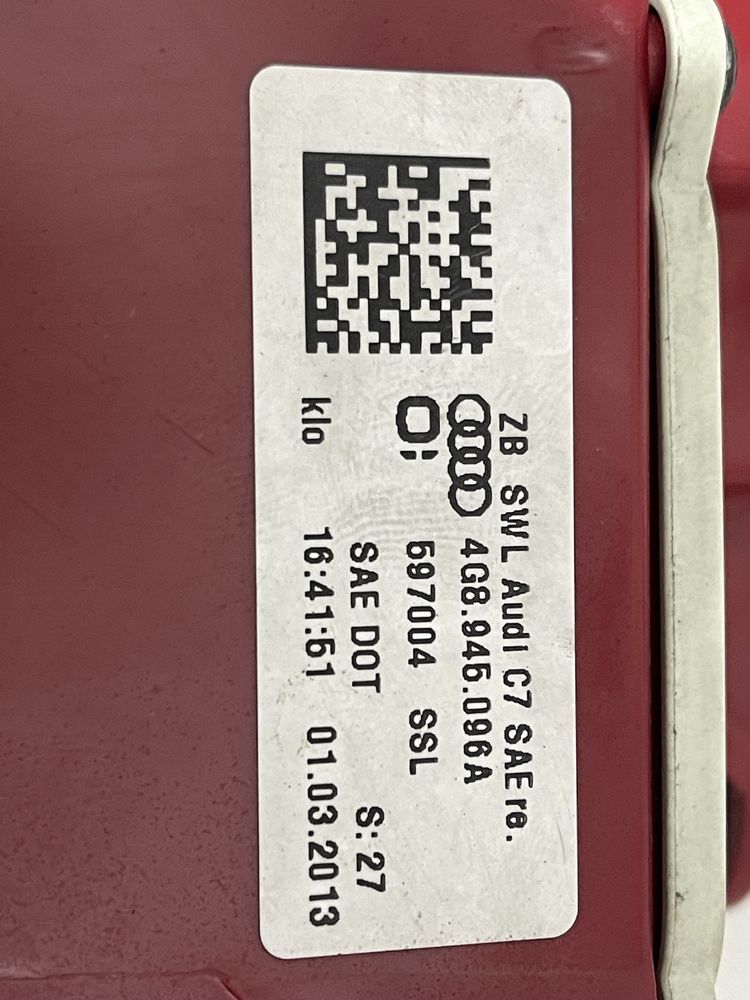 ZB SWL Audi C7 SAE re.
4G8.945.096A
597004 SSL
SAE DOT S: 27
klo 16:41:51 01.03.2013